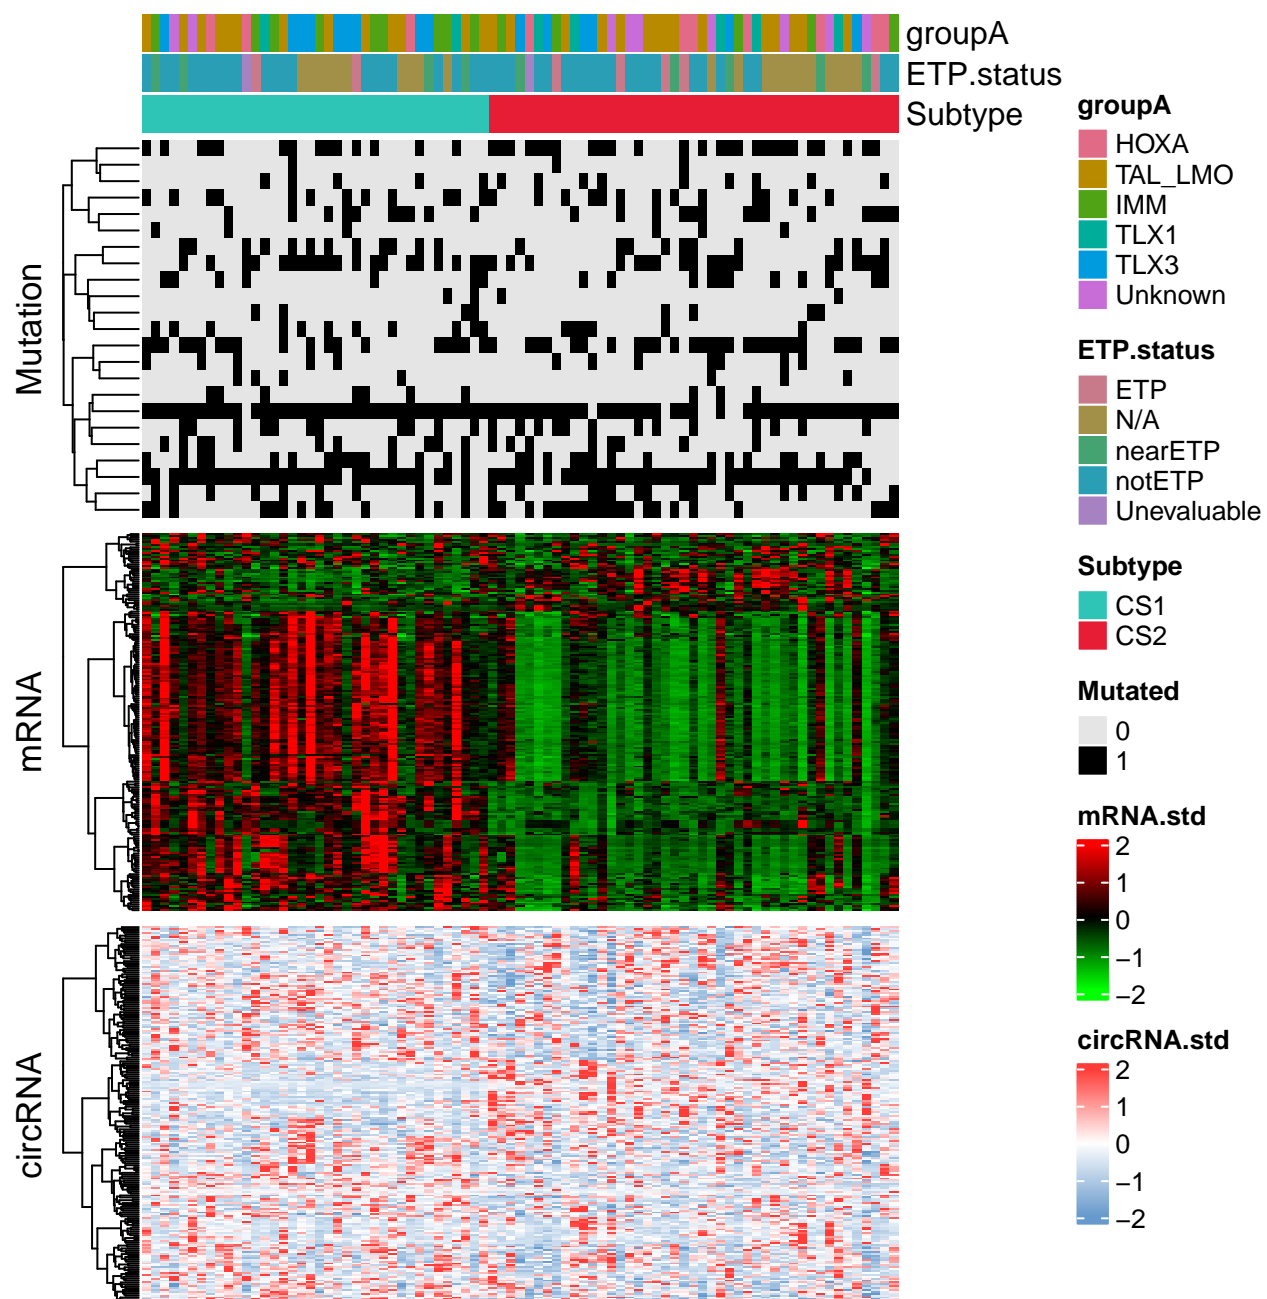 groupA
ETP.status
Subtype
Mutation
mRNA
circRNA
groupA
HOXA
TAL_LMO
IMM
TLX1
TLX3
Unknown
ETP.status
ETP
N/A
nearETP
notETP
Unevaluable
Subtype
CS1
CS2
Mutated
0
1
mRNA.std
2
1
0
−1
−2
circRNA.std
2
1
0
−1
−2